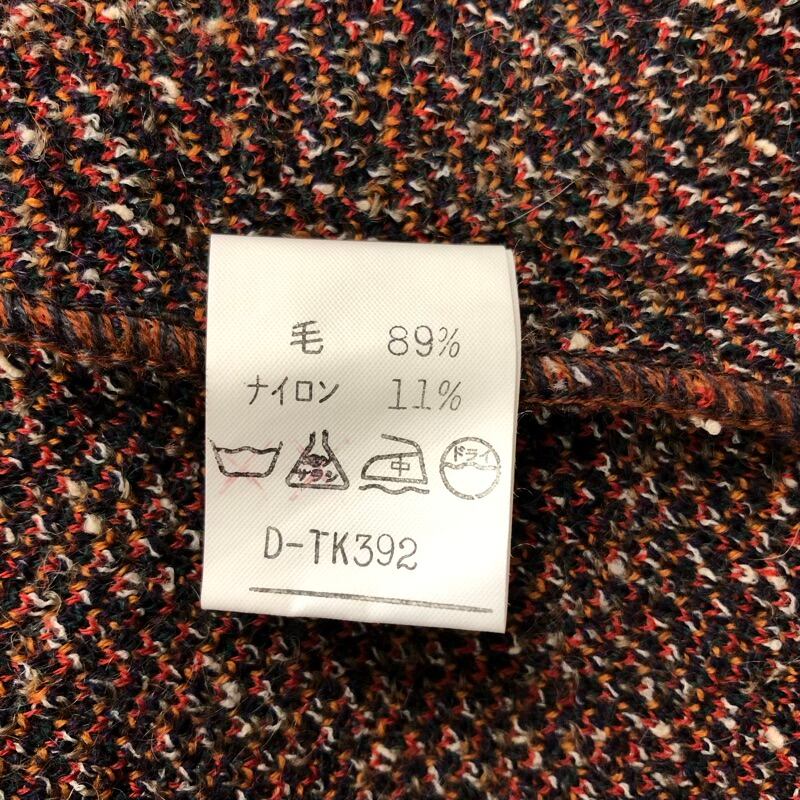 毛 89%
ナイロン 11%
サラシ 中 ドライ
D-TK392